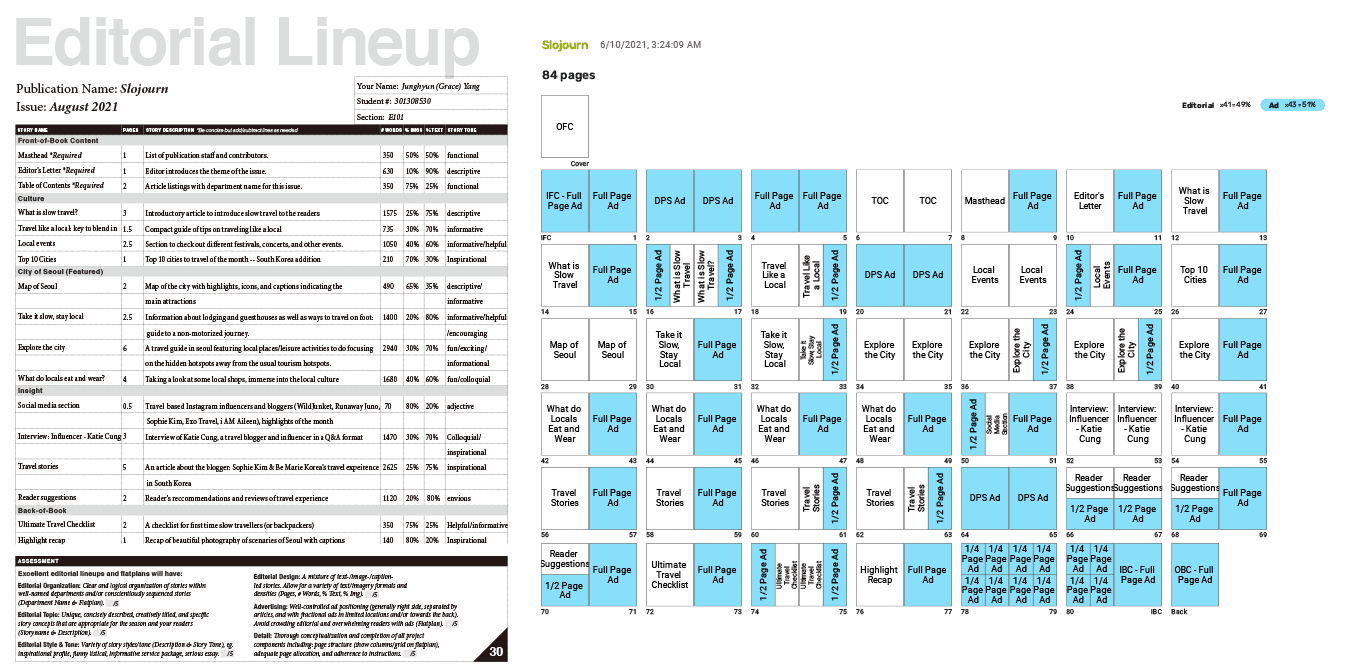 Editorial Lineup
Publication Name: Slojourn
Issue: August 2021
Your Name: Junghyun (Grace) Yang
Student #: 301308530
Section: E101
STORY NAME PAGES STORY DESCRIPTION *Be concise but add/subtract lines as needed # WORDS % IMGS %TEXT STORY TONE
Front-of-Book Content
Masthead *Required 1 List of publication staff and contributors. 350 50% 50% functional
Editor's Letter *Required 1 Editor introduces the theme of the issue. 630 10% 90% descriptive
Table of Contents *Required 2 Article listings with department name for this issue. 350 75% 25% functional
Culture
What is slow travel? 3 Introductory article to introduce slow travel to the readers 1575 25% 75% descriptive
Travel like a local: key to blend in 1.5 Compact guide of tips on traveling like a local 735 30% 70% informative
Local events 2.5 Section to check out different festivals, concerts, and other events. 1050 40% 60% informative/helpful
Top 10 Cities 1 Top 10 cities to travel of the month -- South Korea addition 210 70% 30% Inspirational
City of Seoul (Featured)
Map of Seoul 2 Map of the city with highlights, icons, and captions indicating the 490 65% 35% descriptive/
main attractions informative
Take it slow, stay local 2.5 Information about lodging and guesthouses as well as ways to travel on foot: 1400 20% 80% informative/helpful
guide to a non-motorized journey. /encouraging
Explore the city 6 A travel guide in seoul featuring local places/leisure activities to do focusing 2940 30% 70% fun/exciting/
on the hidden hotspots away from the usual tourism hotspots. informational
What do locals eat and wear? 4 Taking a look at some local shops, immerse into the local culture 1680 40% 60% fun/colloquial
Insight
Social media section 0.5 Travel based Instagram influencers and bloggers (WildJunket, Runaway Juno, 70 80% 20% adjective
Sophie Kim, Exo Travel, i AM Aileen), highlights of the month
Interview: Influencer - Katie Cung 3 Interview of Katie Cung, a travel blogger and influencer in a Q&A format 1470 30% 70% Colloquial/
inspirational
Travel stories 5 An article about the blogger: Sophie Kim & Be Marie Korea's travel expeirence 2625 25% 75% inspirational
in South Korea
Reader suggestions 2 Reader's reccommendations and reviews of travel experience 1120 20% 80% envious
Back-of-Book
Ultimate Travel Checklist 2 A checklist for first time slow travellers (or backpackers) 350 75% 25% Helpful/informative
Highlight recap 1 Recap of beautiful photography of sceneries of Seoul with captions 140 80% 20% Inspirational
ASSESSMENT
Excellent editorial lineups and flatplans will have:
Editorial Organization: Clear and logical organization of stories within
well-named departments and/or conscientiously sequenced stories
(Department Name & Flatplan). /5
Editorial Topic: Unique, concisely described, creatively titled, and specific
story concepts that are appropriate for the season and your readers
(Storyname & Description). /5
Editorial Style & Tone: Variety of story styles/tone (Description & Story Tone), eg.
inspirational profile, funny listical, informative service package, serious essay. /5
Editorial Design: A mixture of text-/image-/caption-
led stories. Allow for a variety of text/imagery formats and
densities (Pages, # Words, % Text, % Img). /5
Advertising: Well-controlled ad positioning (generally right side, separated by
articles, and with fractional ads in limited locations and/or towards the back).
Avoid crowding editorial and overwhelming readers with ads (Flatplan). /5
Detail: Thorough conceptualization and completion of all project
components including: page structure (show columns/grid on flatplan),
adequate page allocation, and adherence to instructions. /5
30
Slojourn 6/10/2021, 3:24:09 AM
84 pages
Editorial x41=49% Ad x43=51%
OFC
Cover
IFC - Full Page Ad Full Page Ad DPS Ad DPS Ad Full Page Ad Full Page Ad TOC TOC Masthead Full Page Ad Editor's Letter Full Page Ad What is Slow Travel Full Page Ad
IFC 1 2 3 4 5 6 7 8 9 10 11 12 13
What is Slow Travel Full Page Ad 1/2 Page Ad What is Slow Travel What is Slow Travel? 1/2 Page Ad Travel Like a Local Travel Like a Local 1/2 Page Ad DPS Ad DPS Ad Local Events Local Events 1/2 Page Ad Local Events Full Page Ad Top 10 Cities Full Page Ad
14 15 16 17 18 19 20 21 22 23 24 25 26 27
Map of Seoul Map of Seoul Take it Slow, Stay Local Full Page Ad Take it Slow, Stay Local Take it Slow, Stay Local 1/2 Page Ad Explore the City Explore the City Explore the City Explore the City 1/2 Page Ad Explore the City Explore the City 1/2 Page Ad Explore the City Full Page Ad
28 29 30 31 32 33 34 35 36 37 38 39 40 41
What do Locals Eat and Wear Full Page Ad What do Locals Eat and Wear Full Page Ad What do Locals Eat and Wear Full Page Ad What do Locals Eat and Wear Full Page Ad 1/2 Page Ad Social Media Section Full Page Ad Interview: Influencer - Katie Cung Interview: Influencer - Katie Cung Interview: Influencer - Katie Cung Full Page Ad
42 43 44 45 46 47 48 49 50 51 52 53 54 55
Travel Stories Full Page Ad Travel Stories Full Page Ad Travel Stories Travel Stories 1/2 Page Ad Travel Stories Travel Stories 1/2 Page Ad DPS Ad DPS Ad Reader Suggestions 1/2 Page Ad Reader Suggestions 1/2 Page Ad Reader Suggestions 1/2 Page Ad Full Page Ad
56 57 58 59 60 61 62 63 64 65 66 67 68 69
Reader Suggestions 1/2 Page Ad Full Page Ad Ultimate Travel Checklist Full Page Ad 1/2 Page Ad Ultimate Travel Checklist Ultimate Travel Checklist 1/2 Page Ad Highlight Recap Full Page Ad 1/4 Page Ad 1/4 Page Ad 1/4 Page Ad 1/4 Page Ad 1/4 Page Ad 1/4 Page Ad 1/4 Page Ad 1/4 Page Ad 1/4 Page Ad 1/4 Page Ad 1/4 Page Ad 1/4 Page Ad IBC - Full Page Ad OBC - Full Page Ad
70 71 72 73 74 75 76 77 78 79 80 IBC Back